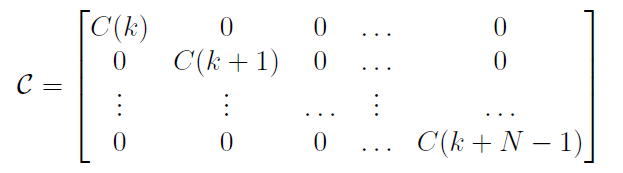 C(k) 0 0 … 0
0 C(k + 1) 0 … 0
𝒞 =
⋮ ⋮ … ⋮ …
0 0 0 … C(k + N − 1)